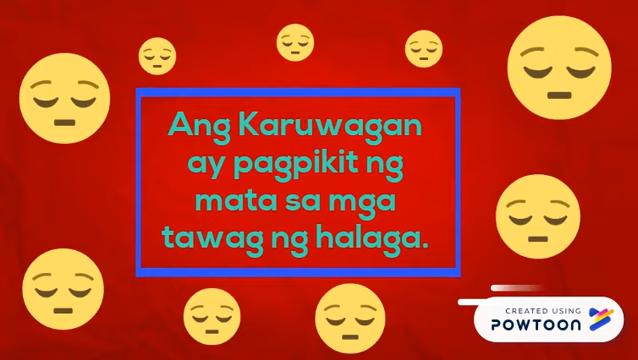 Ang Karuwagan
ay pagpikit ng
mata sa mga
tawag ng halaga.
CREATED USING
POWTOON